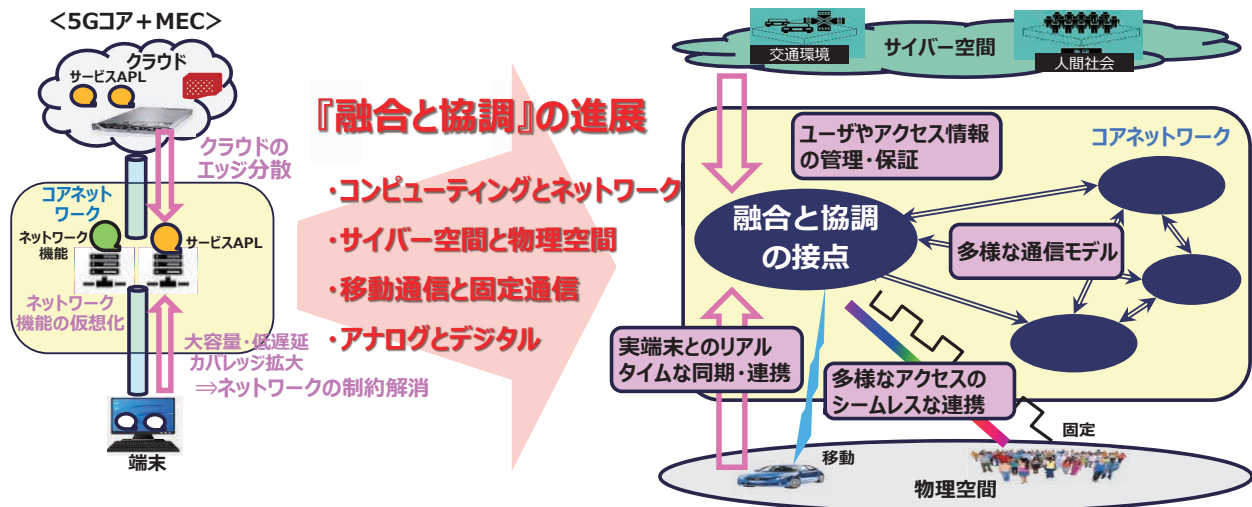 ＜5Gコア＋MEC＞
クラウド
サービスAPL
クラウドの
エッジ分散
コアネット
ワーク
ネットワーク
機能
サービスAPL
ネットワーク
機能の仮想化
大容量・低遅延
カバレッジ拡大
⇒ネットワークの制約解消
端末
『融合と協調』の進展
・コンピューティングとネットワーク
・サイバー空間と物理空間
・移動通信と固定通信
・アナログとデジタル
交通環境
サイバー空間
人間社会
ユーザやアクセス情報
の管理・保証
コアネットワーク
融合と協調
の接点
多様な通信モデル
実端末とのリアル
タイムな同期・連携
多様なアクセスの
シームレスな連携
固定
移動
物理空間